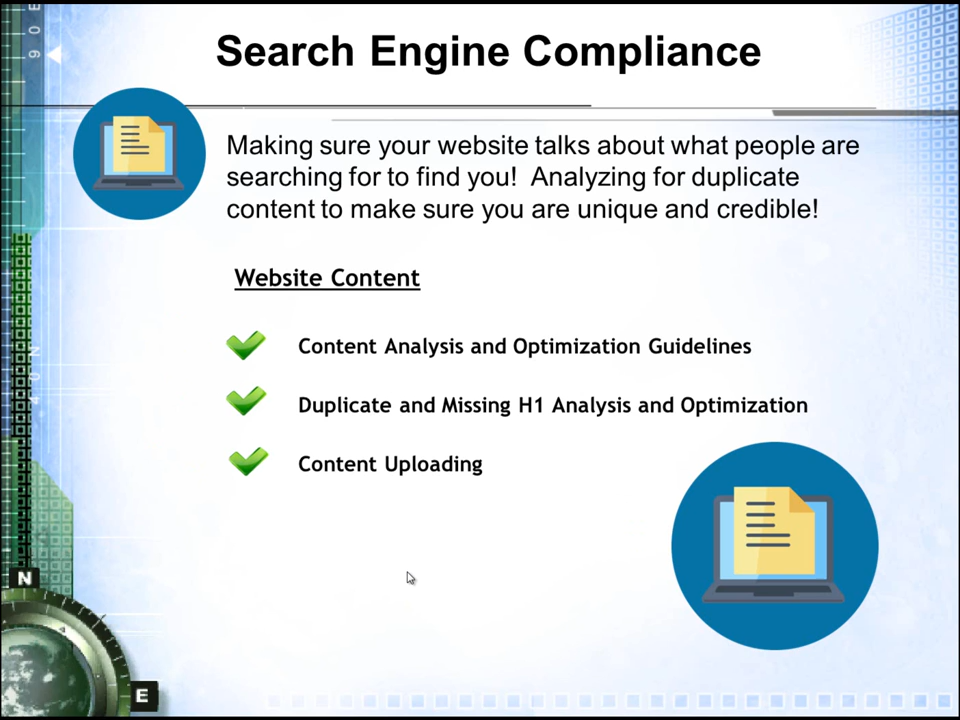 Search Engine Compliance
Making sure your website talks about what people are
searching for to find you!  Analyzing for duplicate
content to make sure you are unique and credible!
Website Content
Content Analysis and Optimization Guidelines
Duplicate and Missing H1 Analysis and Optimization
Content Uploading
90E
40 N
N
E